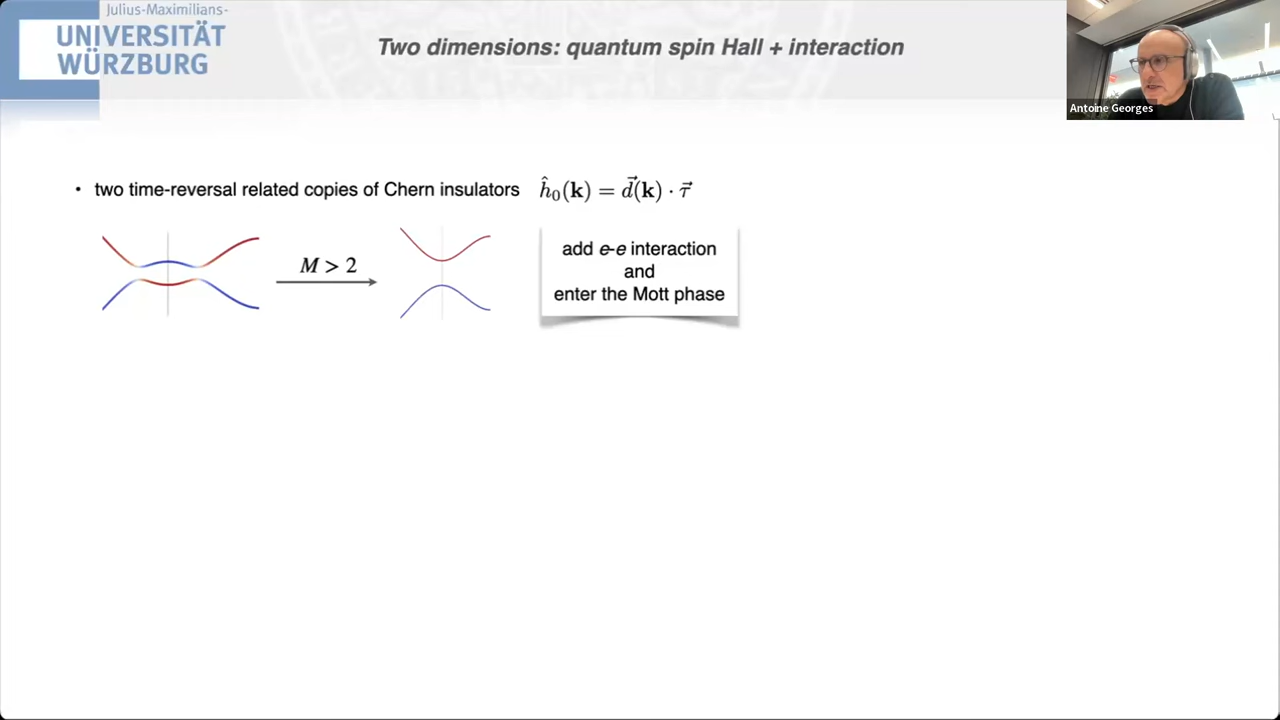 Julius-Maximilians-
UNIVERSITÄT
WÜRZBURG
Two dimensions: quantum spin Hall + interaction
Antoine Georges
• two time-reversal related copies of Chern insulators ĥ₀(𝐤) = d⃗(𝐤) · τ⃗
M > 2
add e-e interaction
and
enter the Mott phase